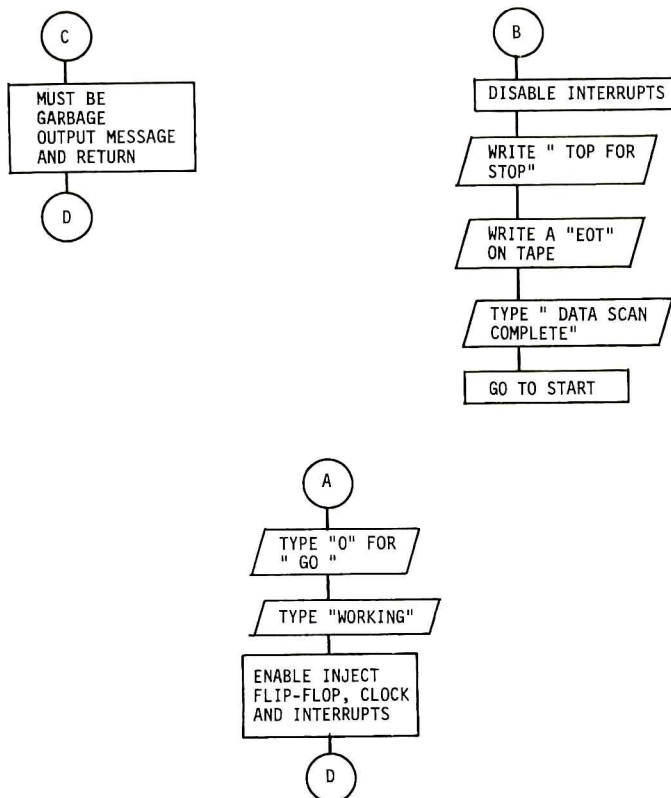 C
MUST BE
GARBAGE
OUTPUT MESSAGE
AND RETURN
D
B
DISABLE INTERRUPTS
WRITE " TOP FOR
STOP"
WRITE A "EOT"
ON TAPE
TYPE " DATA SCAN
COMPLETE"
GO TO START
A
TYPE "O" FOR
" GO "
TYPE "WORKING"
ENABLE INJECT
FLIP-FLOP, CLOCK
AND INTERRUPTS
D